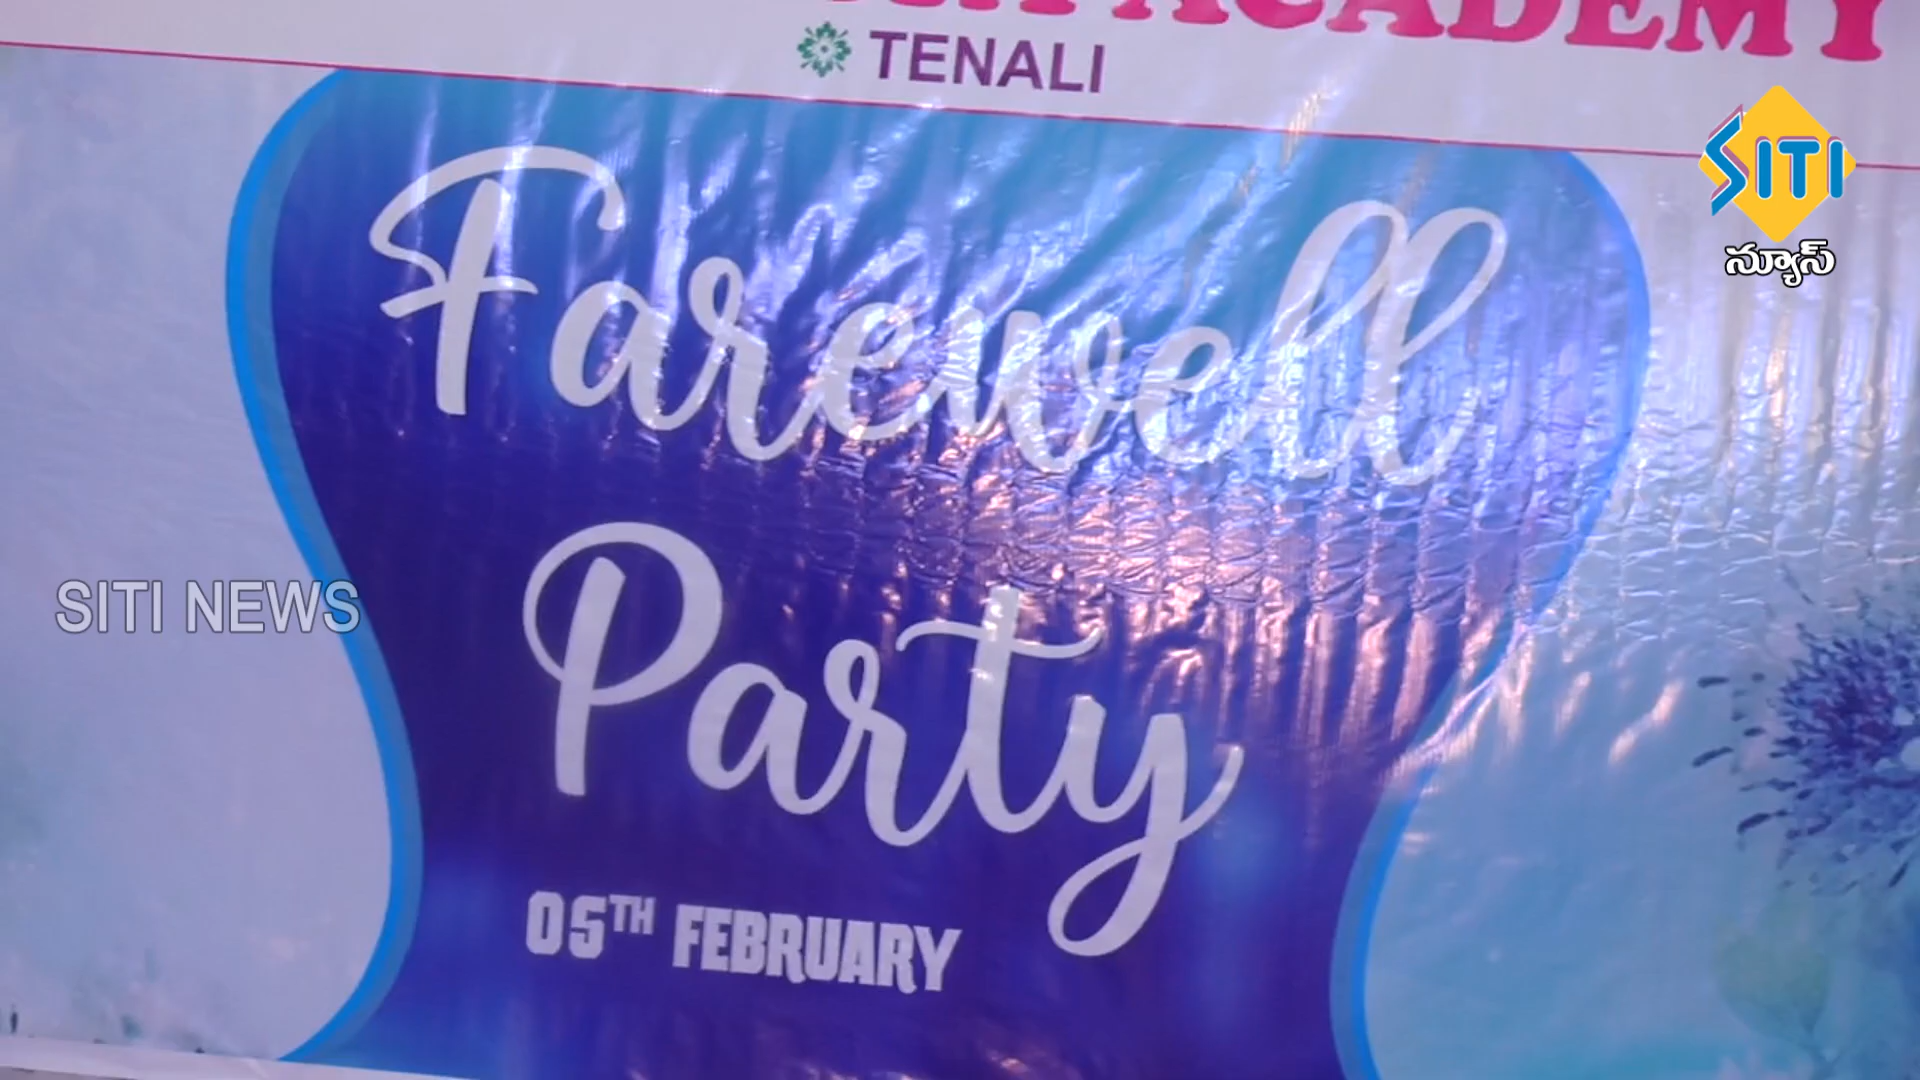 ACADEMY
TENALI
SITI
న్యూస్
Farewell
Party
SITI NEWS
05TH FEBRUARY